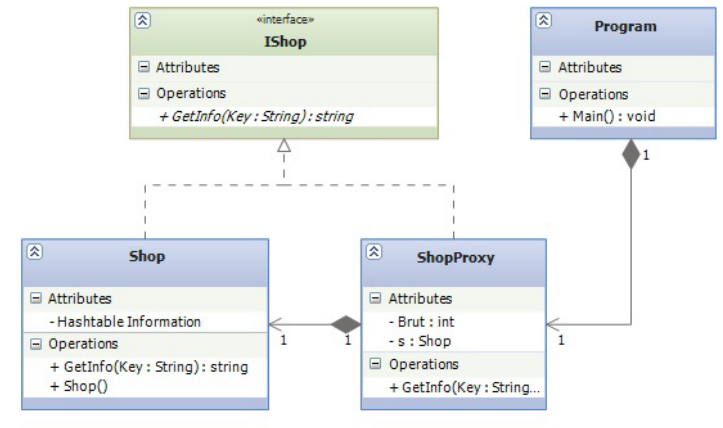 «interface»
IShop
Attributes
Operations
+ GetInfo(Key : String) : string
Program
Attributes
Operations
+ Main() : void
1
Shop
Attributes
- Hashtable Information
Operations
+ GetInfo(Key : String) : string
+ Shop()
1
1
ShopProxy
Attributes
- Brut : int
- s : Shop
Operations
+ GetInfo(Key : String...
1